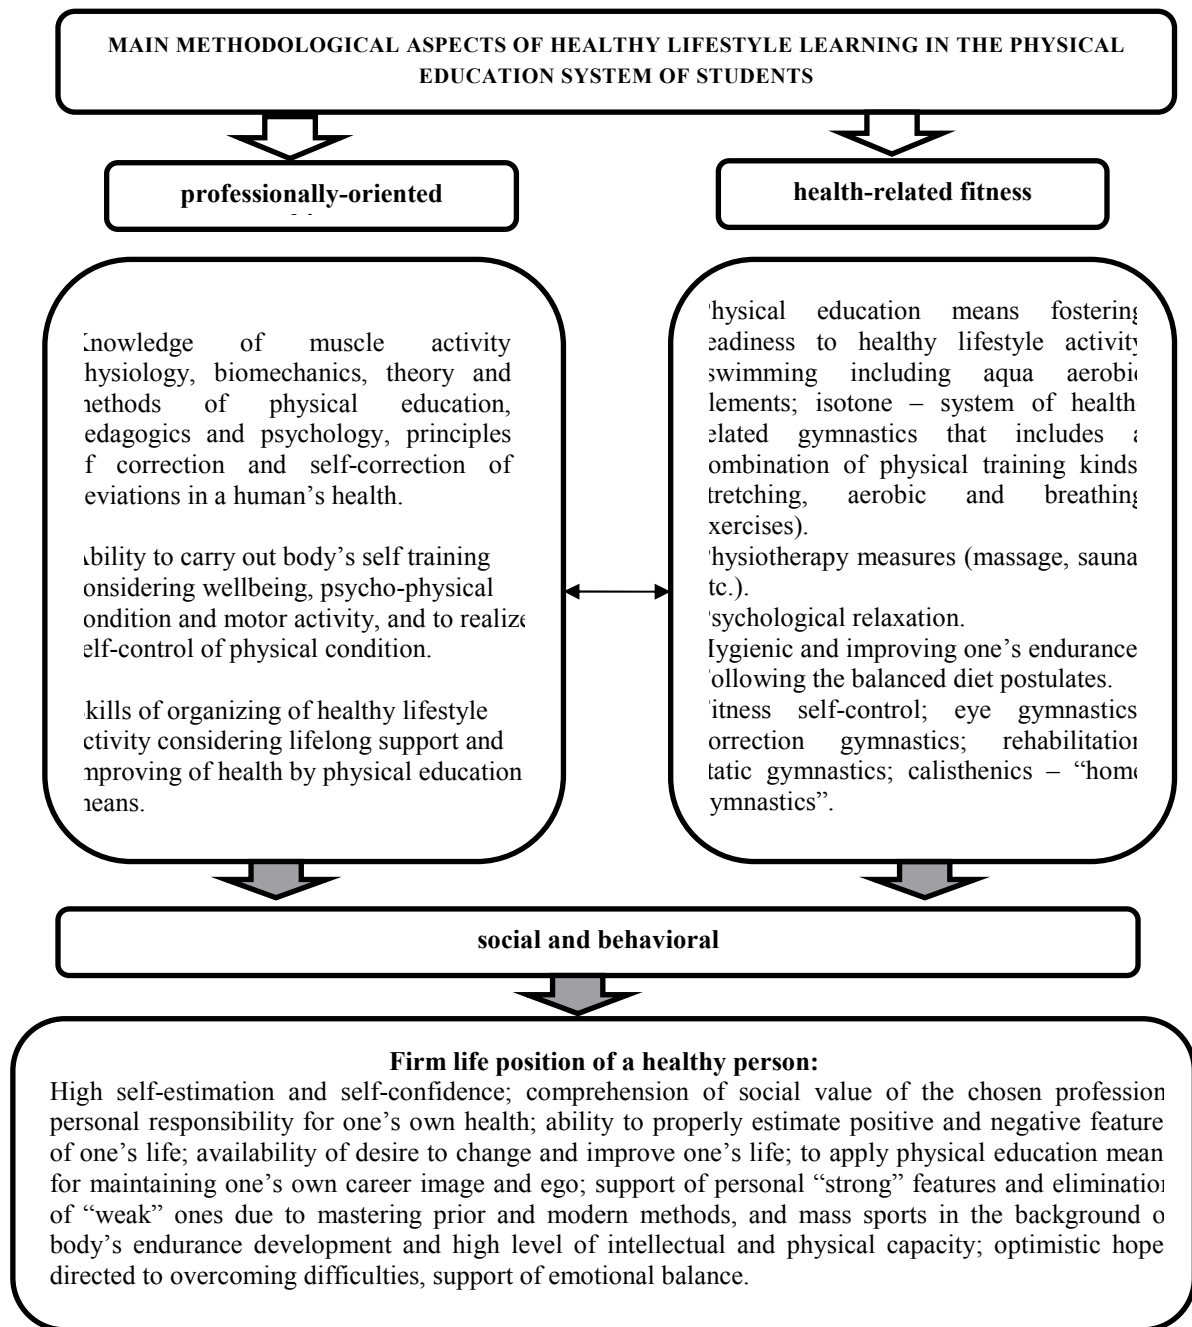 MAIN METHODOLOGICAL ASPECTS OF HEALTHY LIFESTYLE LEARNING IN THE PHYSICAL
EDUCATION SYSTEM OF STUDENTS
professionally-oriented
health-related fitness
Knowledge of muscle activity
hysiology, biomechanics, theory and
methods of physical education,
edagogics and psychology, principles
f correction and self-correction of
eviations in a human’s health.
Ability to carry out body’s self training
considering wellbeing, psycho-physical
condition and motor activity, and to realize
elf-control of physical condition.
Skills of organizing of healthy lifestyle
activity considering lifelong support and
improving of health by physical education
means.
Physical education means fostering
readiness to healthy lifestyle activity
swimming including aqua aerobic
elements; isotone – system of health
related gymnastics that includes a
combination of physical training kinds
tretching, aerobic and breathing
exercises).
Physiotherapy measures (massage, sauna
tc.).
Psychological relaxation.
Hygienic and improving one’s endurance
Following the balanced diet postulates.
Fitness self-control; eye gymnastics
correction gymnastics; rehabilitation
tatic gymnastics; calisthenics – “home
ymnastics”.
social and behavioral
Firm life position of a healthy person:
High self-estimation and self-confidence; comprehension of social value of the chosen profession
personal responsibility for one’s own health; ability to properly estimate positive and negative feature
of one’s life; availability of desire to change and improve one’s life; to apply physical education mean
for maintaining one’s own career image and ego; support of personal “strong” features and elimination
of “weak” ones due to mastering prior and modern methods, and mass sports in the background o
body’s endurance development and high level of intellectual and physical capacity; optimistic hope
directed to overcoming difficulties, support of emotional balance.